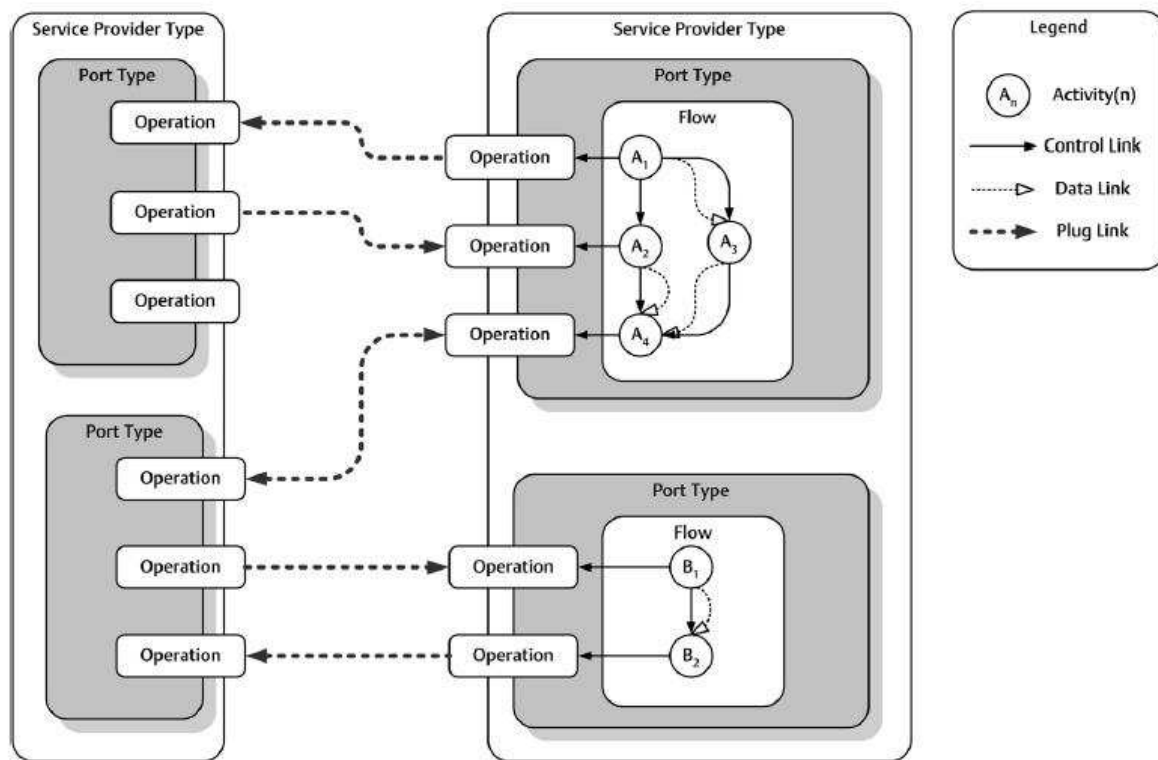 Service Provider Type
Port Type
Operation
Operation
Operation
Port Type
Operation
Operation
Operation
Service Provider Type
Port Type
Flow
Operation
A1
Operation
A2
A3
Operation
A4
Port Type
Flow
Operation
B1
Operation
B2
Legend
An Activity(n)
Control Link
Data Link
Plug Link